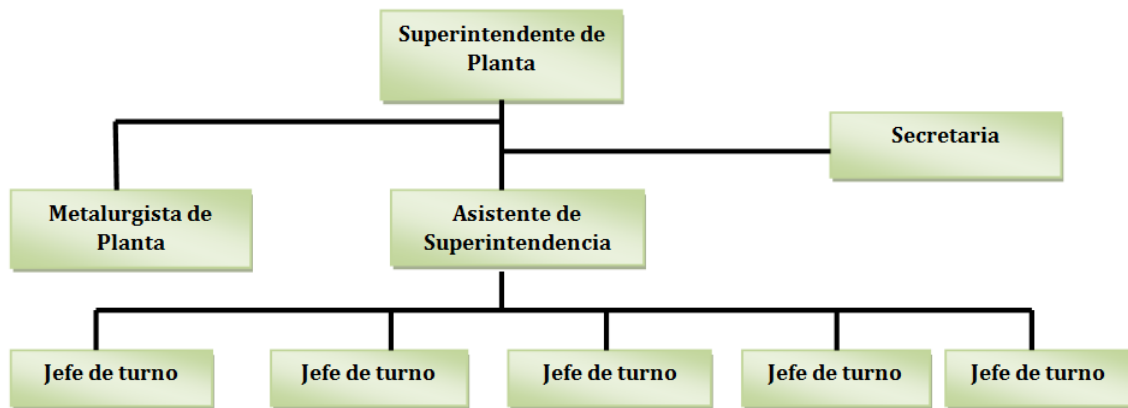 Superintendente de
Planta
Secretaria
Metalurgista de
Planta
Asistente de
Superintendencia
Jefe de turno
Jefe de turno
Jefe de turno
Jefe de turno
Jefe de turno